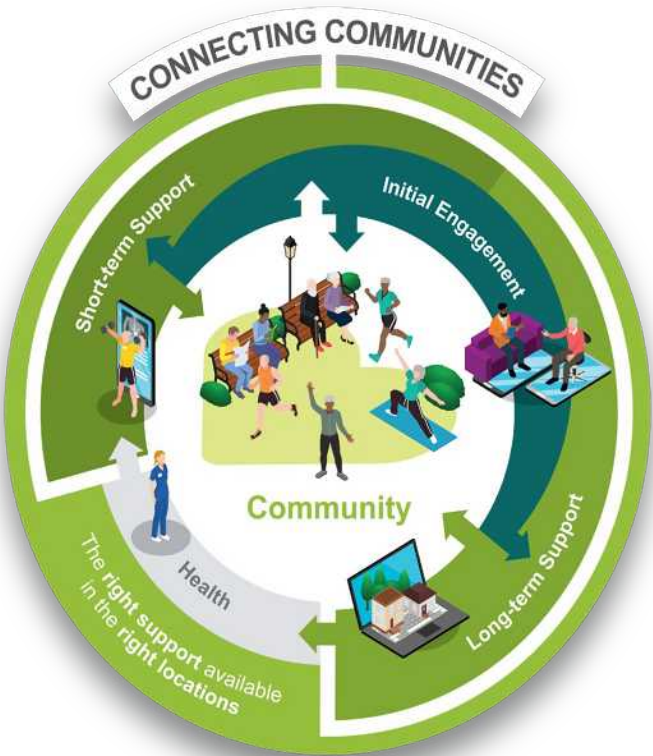 CONNECTING COMMUNITIES
Short-term Support
Initial Engagement
Community
Long-term Support
Health
The right support available
in the right locations